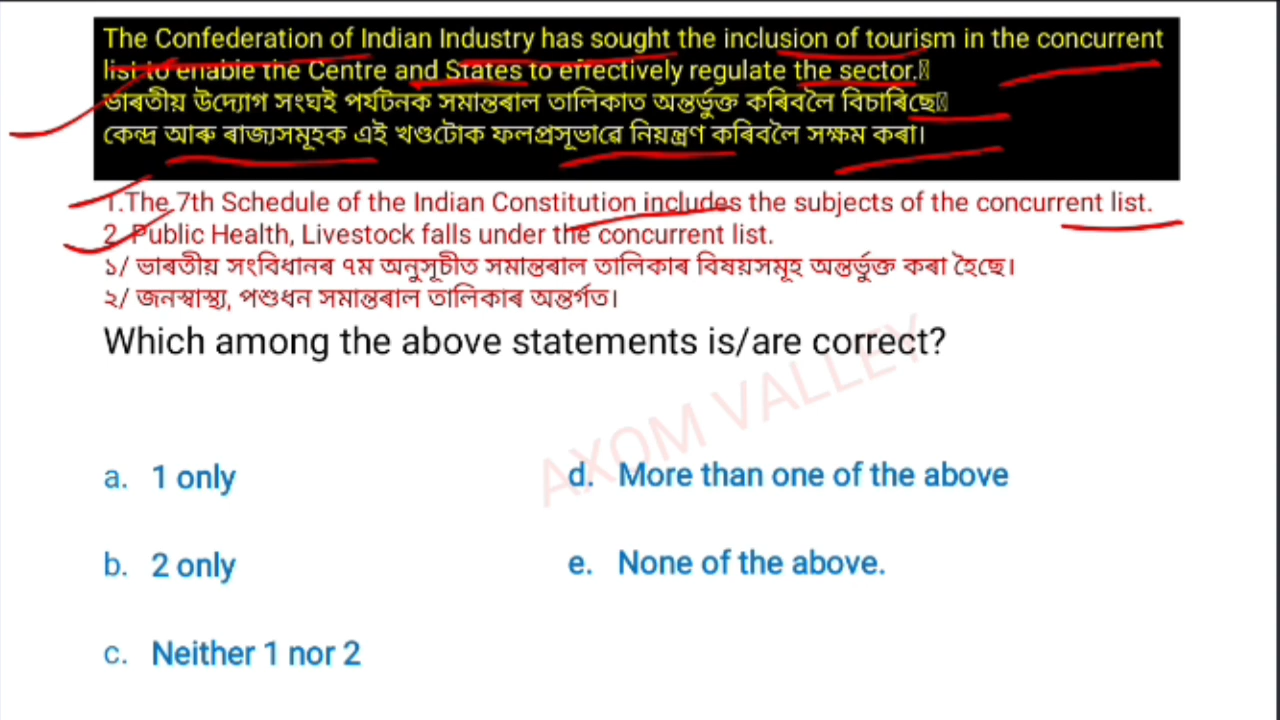 The Confederation of Indian Industry has sought the inclusion of tourism in the concurrent
list to enable the Centre and States to effectively regulate the sector.
ভাৰতীয় উদ্যোগ সংঘই পৰ্যটনক সমান্তৰাল তালিকাত অন্তৰ্ভুক্ত কৰিবলৈ বিচাৰিছে
কেন্দ্ৰ আৰু ৰাজ্যসমূহক এই খণ্ডটোক ফলপ্ৰসূভাৱে নিয়ন্ত্ৰণ কৰিবলৈ সক্ষম কৰা।
1.The 7th Schedule of the Indian Constitution includes the subjects of the concurrent list.
2. Public Health, Livestock falls under the concurrent list.
১/ ভাৰতীয় সংবিধানৰ ৭ম অনুসূচীত সমান্তৰাল তালিকাৰ বিষয়সমূহ অন্তৰ্ভুক্ত কৰা হৈছে।
২/ জনস্বাস্থ্য, পশুধন সমান্তৰাল তালিকাৰ অন্তৰ্গত।
Which among the above statements is/are correct?
AXOM VALLEY
a. 1 only
b. 2 only
c. Neither 1 nor 2
d. More than one of the above
e. None of the above.